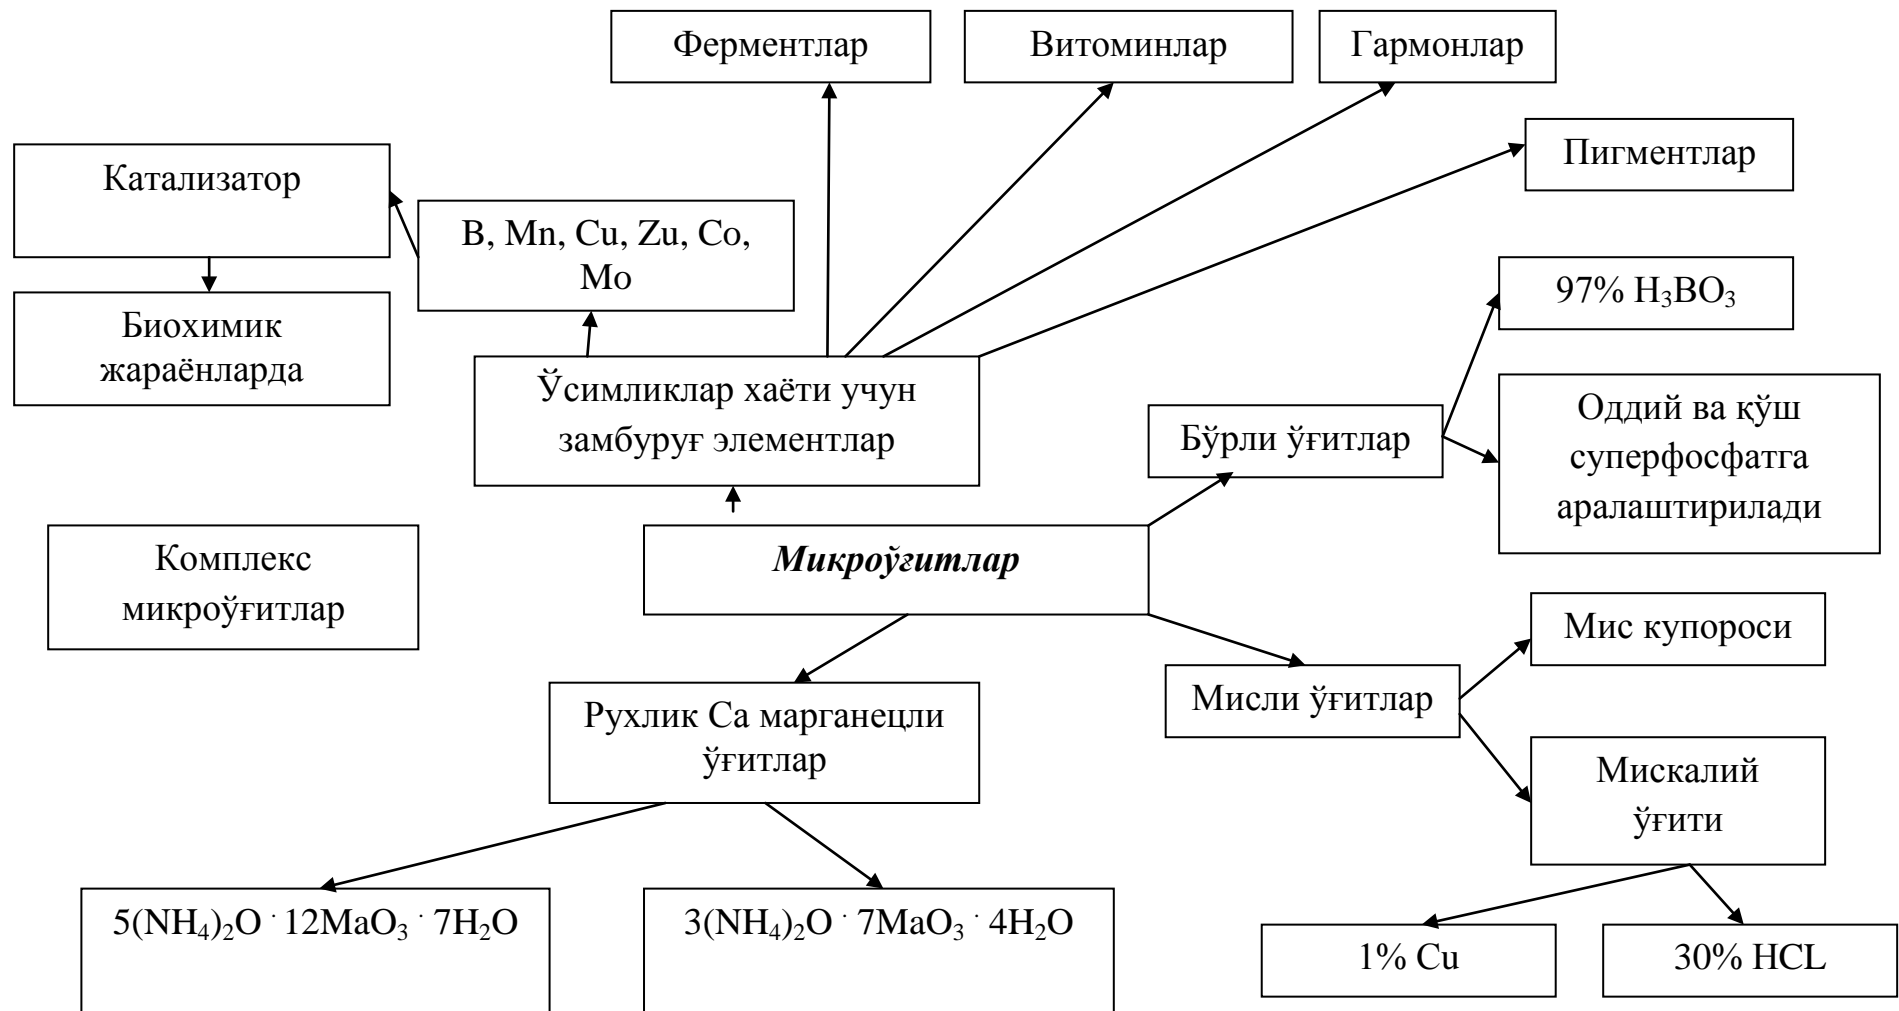 Ферментлар
Витоминлар
Гармонлар
Пигментлар
Катализатор
B, Mn, Cu, Zu, Co,
Mo
97% H₃BO₃
Биохимик
жараёнларда
Ўсимликлар хаёти учун
замбуруғ элементлар
Бўрли ўғитлар
Оддий ва қўш
суперфосфатга
аралаштирилади
Комплекс
микроўғитлар
Микроўғитлар
Мис купороси
Рухлик Са марганецли
ўғитлар
Мисли ўғитлар
Мискалий
ўғити
5(NH₄)₂O · 12MaO₃ · 7H₂O
3(NH₄)₂O · 7MaO₃ · 4H₂O
1% Cu
30% HCL